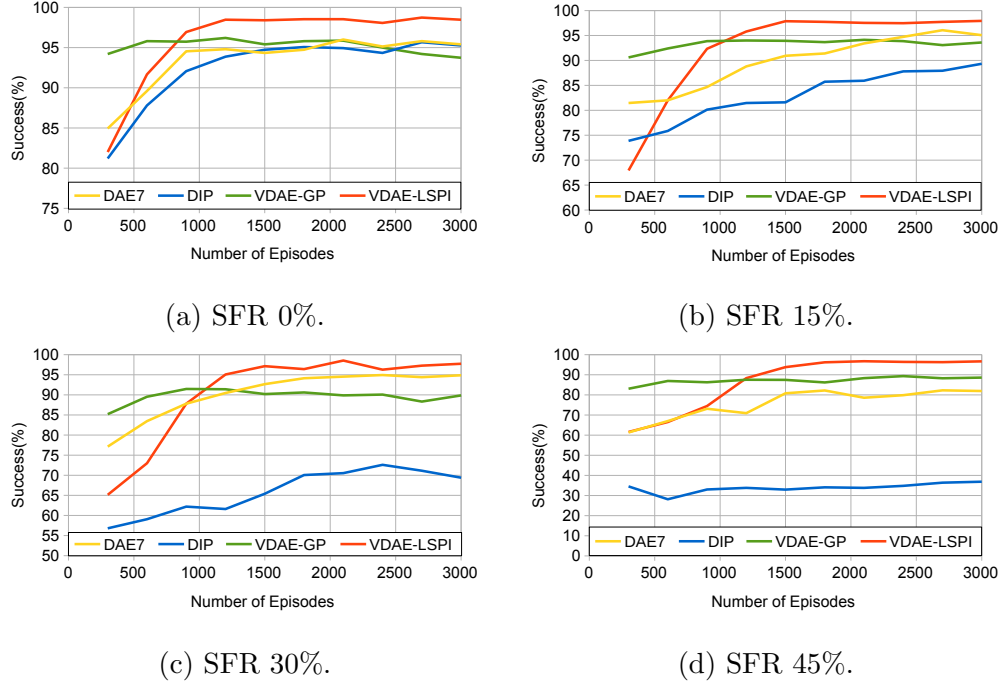 100
95
90
85
80
75
Success(%)
DAE7 DIP VDAE-GP VDAE-LSPI
0 500 1000 1500 2000 2500 3000
Number of Episodes
(a) SFR 0%.
100
95
90
85
80
75
70
65
60
Success(%)
DAE7 DIP VDAE-GP VDAE-LSPI
0 500 1000 1500 2000 2500 3000
Number of Episodes
(b) SFR 15%.
100
95
90
85
80
75
70
65
60
55
50
Success(%)
DAE7 DIP VDAE-GP VDAE-LSPI
0 500 1000 1500 2000 2500 3000
Number of Episodes
(c) SFR 30%.
100
90
80
70
60
50
40
30
20
10
0
Success(%)
DAE7 DIP VDAE-GP VDAE-LSPI
0 500 1000 1500 2000 2500 3000
Number of Episodes
(d) SFR 45%.